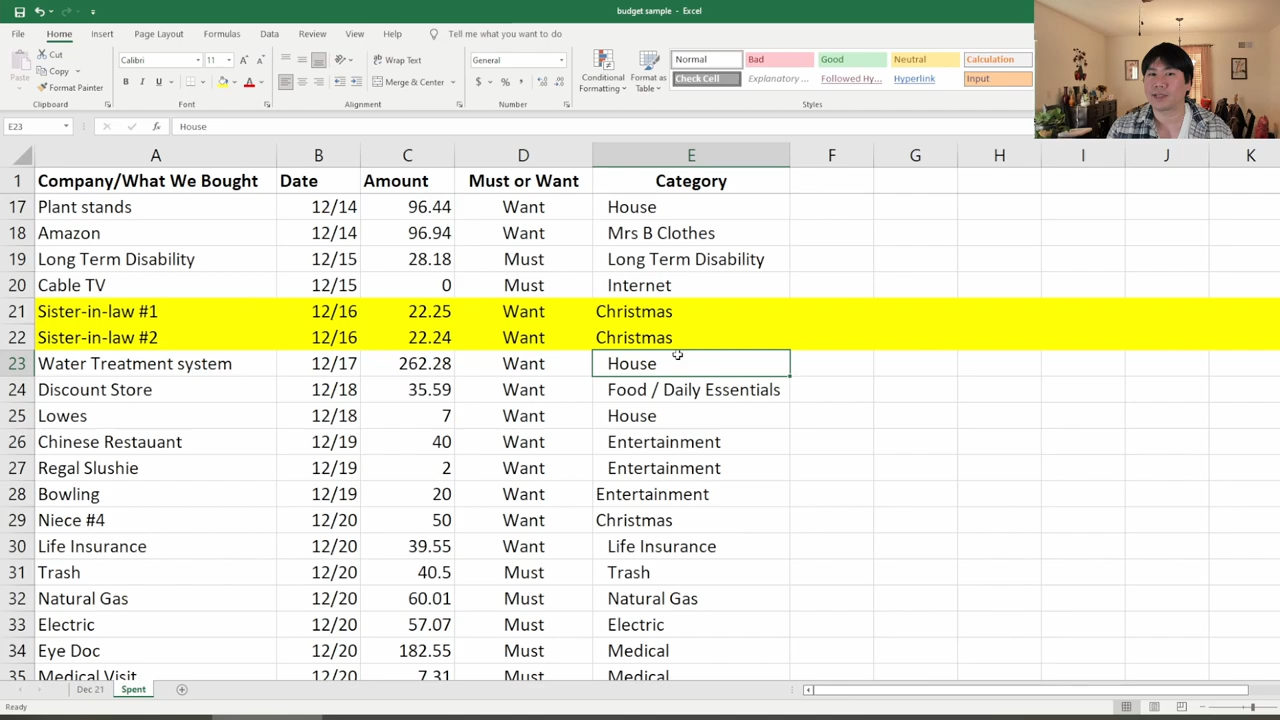 budget sample - Excel
File Home Insert Page Layout Formulas Data Review View Help Tell me what you want to do
Paste
Cut
Copy
Format Painter
Clipboard
Calibri 11
B I U
Font
Wrap Text
Merge & Center
Alignment
General
$ % ,
Number
Conditional Formatting
Format as Table
Normal Bad Good Neutral Calculation
Check Cell Explanatory ... Followed Hy... Hyperlink Input
Styles
E23 fx House
A B C D E F G H I J K
1 Company/What We Bought Date Amount Must or Want Category
17 Plant stands 12/14 96.44 Want House
18 Amazon 12/14 96.94 Want Mrs B Clothes
19 Long Term Disability 12/15 28.18 Must Long Term Disability
20 Cable TV 12/15 0 Must Internet
21 Sister-in-law #1 12/16 22.25 Want Christmas
22 Sister-in-law #2 12/16 22.24 Want Christmas
23 Water Treatment system 12/17 262.28 Want House
24 Discount Store 12/18 35.59 Want Food / Daily Essentials
25 Lowes 12/18 7 Want House
26 Chinese Restauant 12/19 40 Want Entertainment
27 Regal Slushie 12/19 2 Want Entertainment
28 Bowling 12/19 20 Want Entertainment
29 Niece #4 12/20 50 Want Christmas
30 Life Insurance 12/20 39.55 Want Life Insurance
31 Trash 12/20 40.5 Must Trash
32 Natural Gas 12/20 60.01 Must Natural Gas
33 Electric 12/20 57.07 Must Electric
34 Eye Doc 12/20 182.55 Must Medical
35 Medical Visit 12/20 7.31 Must Medical
Dec 21 Spent
Ready